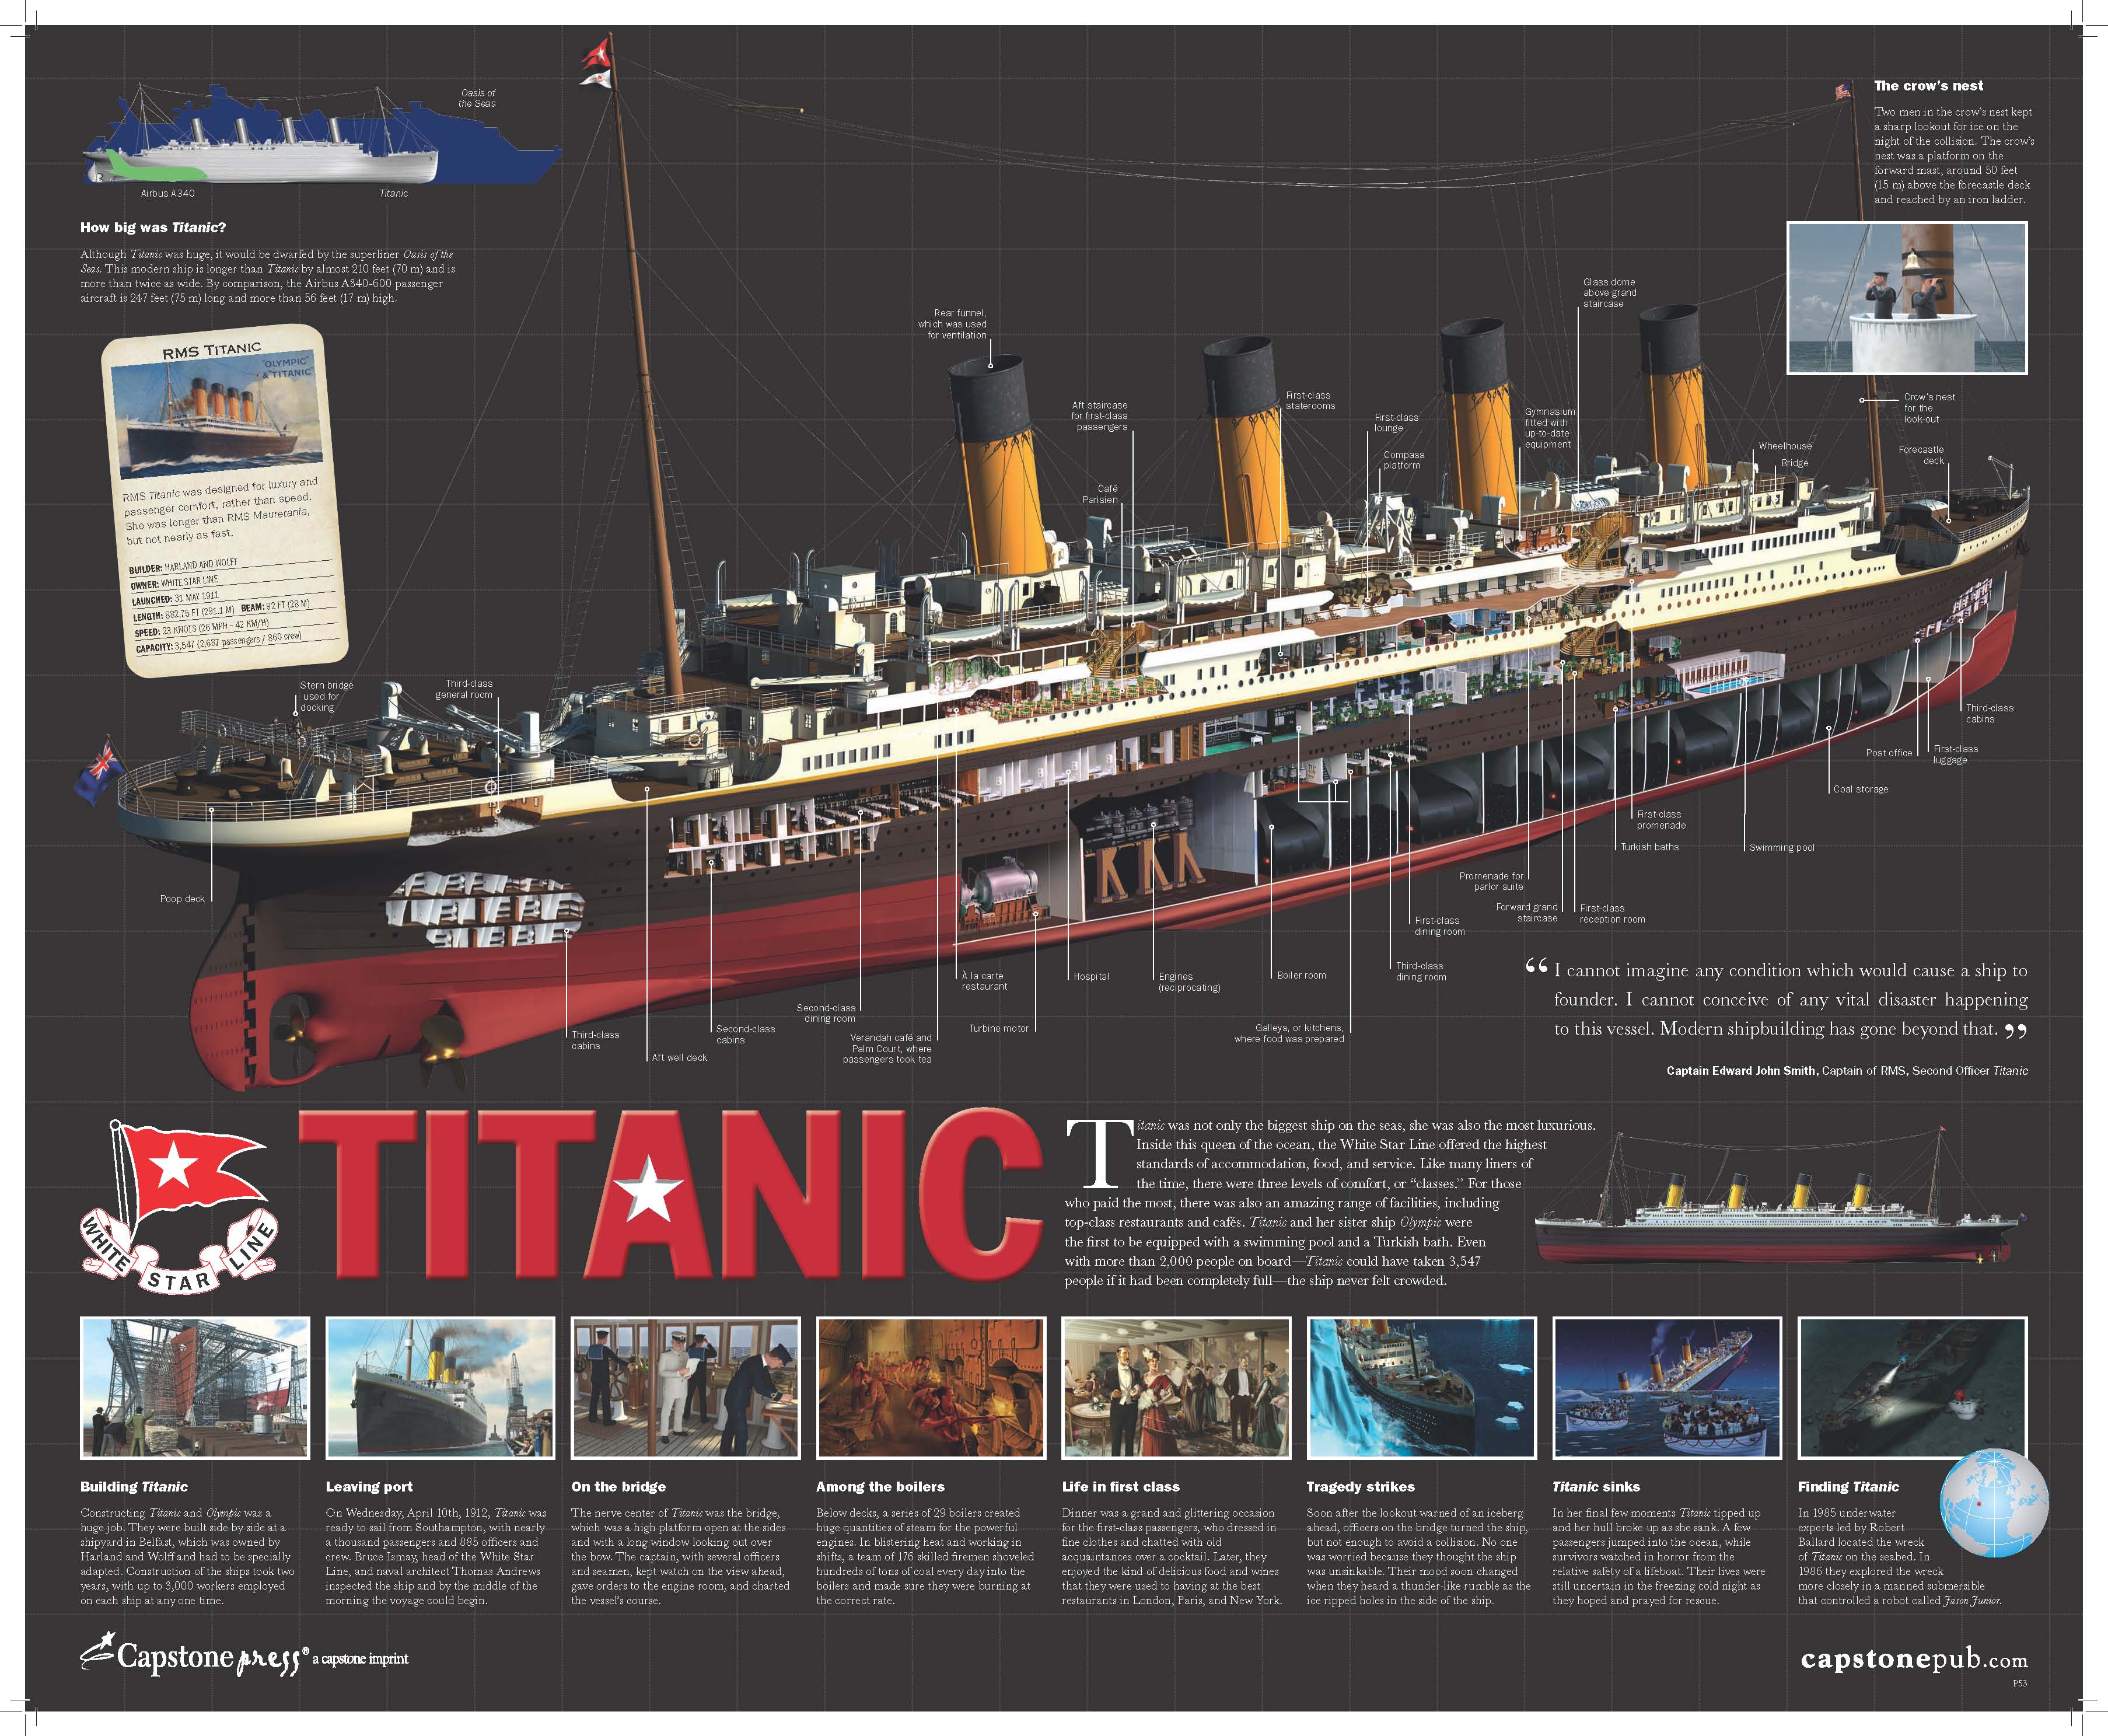 Oasis of
the Seas
Airbus A340
Titanic
How big was Titanic?
Although Titanic was huge, it would be dwarfed by the superliner Oasis of the
Seas. This modern ship is longer than Titanic by almost 210 feet (70 m) and is
more than twice as wide. By comparison, the Airbus A340-600 passenger
aircraft is 247 feet (75 m) long and more than 56 feet (17 m) high.
RMS TITANIC
"OLYMPIC"
& "TITANIC"
RMS Titanic was designed for luxury and
passenger comfort, rather than speed.
She was longer than RMS Mauretania,
but not nearly as fast.
BUILDER: HARLAND AND WOLFF
OWNER: WHITE STAR LINE
LAUNCHED: 31 MAY 1911
LENGTH: 882.75 FT (291.1 M) BEAM: 92 FT (28 M)
SPEED: 23 KNOTS (26 MPH - 42 KM/H)
CAPACITY: 3,547 (2,687 passengers / 860 crew)
The crow's nest
Two men in the crow's nest kept
a sharp lookout for ice on the
night of the collision. The crow's
nest was a platform on the
forward mast, around 50 feet
(15 m) above the forecastle deck
and reached by an iron ladder.
Rear funnel,
which was used
for ventilation
Aft staircase
for first-class
passengers
Café
Parisien
First-class
staterooms
First-class
lounge
Compass
platform
Gymnasium
fitted with
up-to-date
equipment
Glass dome
above grand
staircase
Wheelhouse
Bridge
Crow's nest
for the
look-out
Forecastle
deck
Stern bridge
used for
docking
Third-class
general room
Poop deck
Third-class
cabins
Aft well deck
Second-class
cabins
Second-class
dining room
Verandah café and
Palm Court, where
passengers took tea
À la carte
restaurant
Turbine motor
Hospital
Engines
(reciprocating)
Boiler room
Galleys, or kitchens,
where food was prepared
Third-class
dining room
First-class
dining room
Promenade for
parlor suite
Forward grand
staircase
First-class
reception room
Turkish baths
First-class
promenade
Swimming pool
Coal storage
Post office
First-class
luggage
Third-class
cabins
“ I cannot imagine any condition which would cause a ship to
founder. I cannot conceive of any vital disaster happening
to this vessel. Modern shipbuilding has gone beyond that. ”
Captain Edward John Smith, Captain of RMS, Second Officer Titanic
WHITE STAR LINE
TITANIC
Titanic was not only the biggest ship on the seas, she was also the most luxurious.
Inside this queen of the ocean, the White Star Line offered the highest
standards of accommodation, food, and service. Like many liners of
the time, there were three levels of comfort, or “classes.” For those
who paid the most, there was also an amazing range of facilities, including
top-class restaurants and cafés. Titanic and her sister ship Olympic were
the first to be equipped with a swimming pool and a Turkish bath. Even
with more than 2,000 people on board—Titanic could have taken 3,547
people if it had been completely full—the ship never felt crowded.
Building Titanic
Constructing Titanic and Olympic was a
huge job. They were built side by side at a
shipyard in Belfast, which was owned by
Harland and Wolff and had to be specially
adapted. Construction of the ships took two
years, with up to 3,000 workers employed
on each ship at any one time.
Leaving port
On Wednesday, April 10th, 1912, Titanic was
ready to sail from Southampton, with nearly
a thousand passengers and 885 officers and
crew. Bruce Ismay, head of the White Star
Line, and naval architect Thomas Andrews
inspected the ship and by the middle of the
morning the voyage could begin.
On the bridge
The nerve center of Titanic was the bridge,
which was a high platform open at the sides
and with a long window looking out over
the bow. The captain, with several officers
and seamen, kept watch on the view ahead,
gave orders to the engine room, and charted
the vessel's course.
Among the boilers
Below decks, a series of 29 boilers created
huge quantities of steam for the powerful
engines. In blistering heat and working in
shifts, a team of 176 skilled firemen shoveled
hundreds of tons of coal every day into the
boilers and made sure they were burning at
the correct rate.
Life in first class
Dinner was a grand and glittering occasion
for the first-class passengers, who dressed in
fine clothes and chatted with old
acquaintances over a cocktail. Later, they
enjoyed the kind of delicious food and wines
that they were used to having at the best
restaurants in London, Paris, and New York.
Tragedy strikes
Soon after the lookout warned of an iceberg
ahead, officers on the bridge turned the ship,
but not enough to avoid a collision. No one
was worried because they thought the ship
was unsinkable. Their mood soon changed
when they heard a thunder-like rumble as the
ice ripped holes in the side of the ship.
Titanic sinks
In her final few moments Titanic tipped up
and her hull broke up as she sank. A few
passengers jumped into the ocean, while
survivors watched in horror from the
relative safety of a lifeboat. Their lives were
still uncertain in the freezing cold night as
they hoped and prayed for rescue.
Finding Titanic
In 1985 underwater
experts led by Robert
Ballard located the wreck
of Titanic on the seabed. In
1986 they explored the wreck
more closely in a manned submersible
that controlled a robot called Jason Junior.
Capstone press® a capstone imprint
capstonepub.com
P53